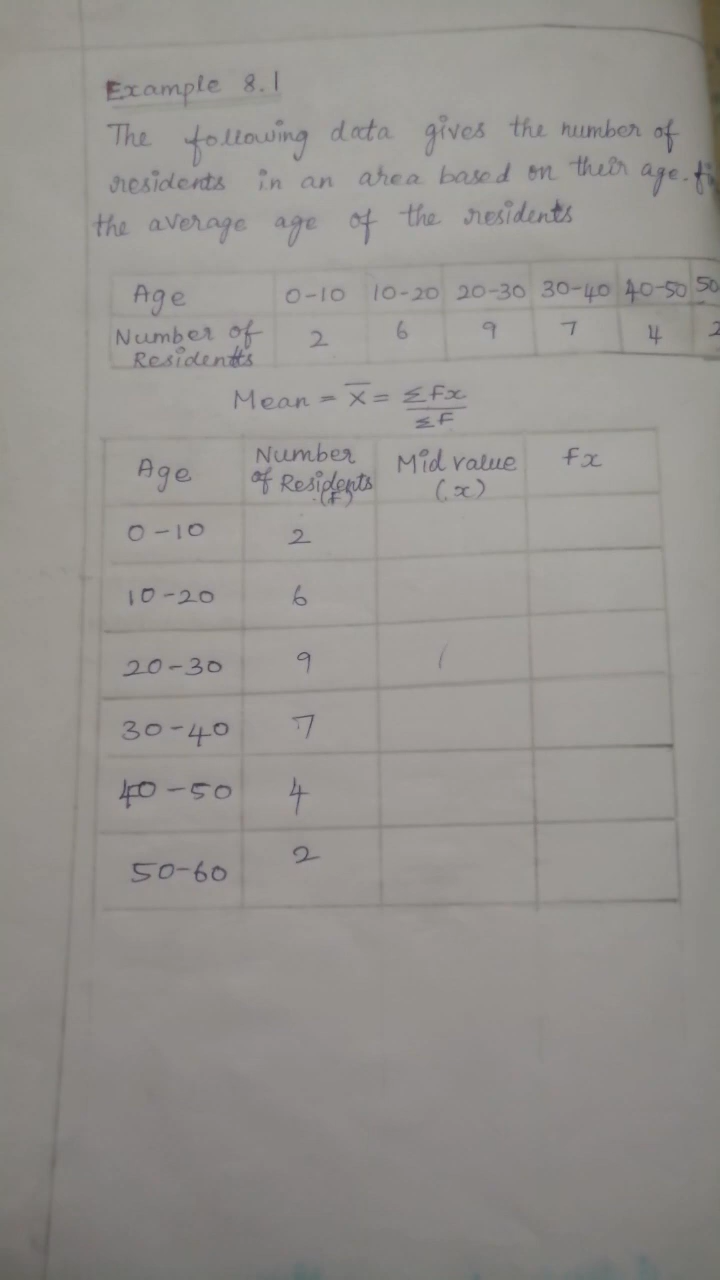 Example 8.1
The following data gives the number of
residents in an area based on their age.
the average age of the residents
Age 0-10 10-20 20-30 30-40 40-50 50
Number of Residents 2 6 9 7 4 2
Mean = x̄ = Σfx / Σf
Age Number of Residents (f) Mid value (x) fx
0-10 2
10-20 6
20-30 9
30-40 7
40-50 4
50-60 2